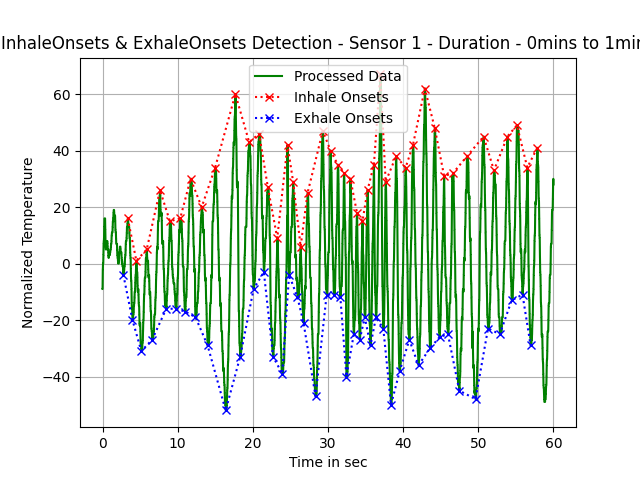 InhaleOnsets & ExhaleOnsets Detection - Sensor 1 - Duration - 0mins to 1min
Processed Data
Inhale Onsets
Exhale Onsets
Normalized Temperature
60
40
20
0
−20
−40
0 10 20 30 40 50 60
Time in sec